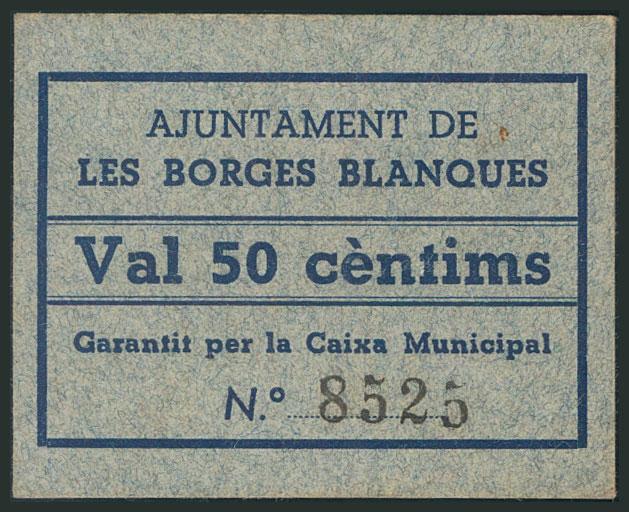 AJUNTAMENT DE
LES BORGES BLANQUES
Val 50 cèntims
Garantit per la Caixa Municipal
N.º 8525